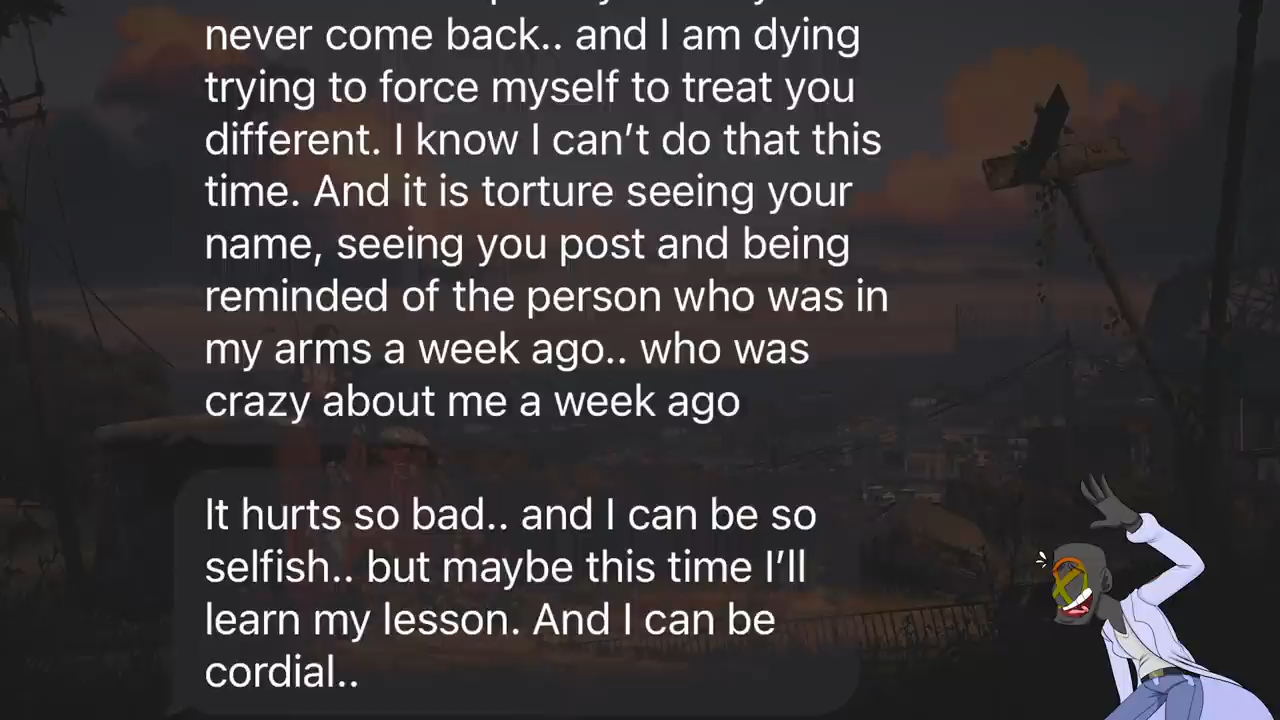 never come back.. and I am dying
trying to force myself to treat you
different. I know I can’t do that this
time. And it is torture seeing your
name, seeing you post and being
reminded of the person who was in
my arms a week ago.. who was
crazy about me a week ago
It hurts so bad.. and I can be so
selfish.. but maybe this time I’ll
learn my lesson. And I can be
cordial..